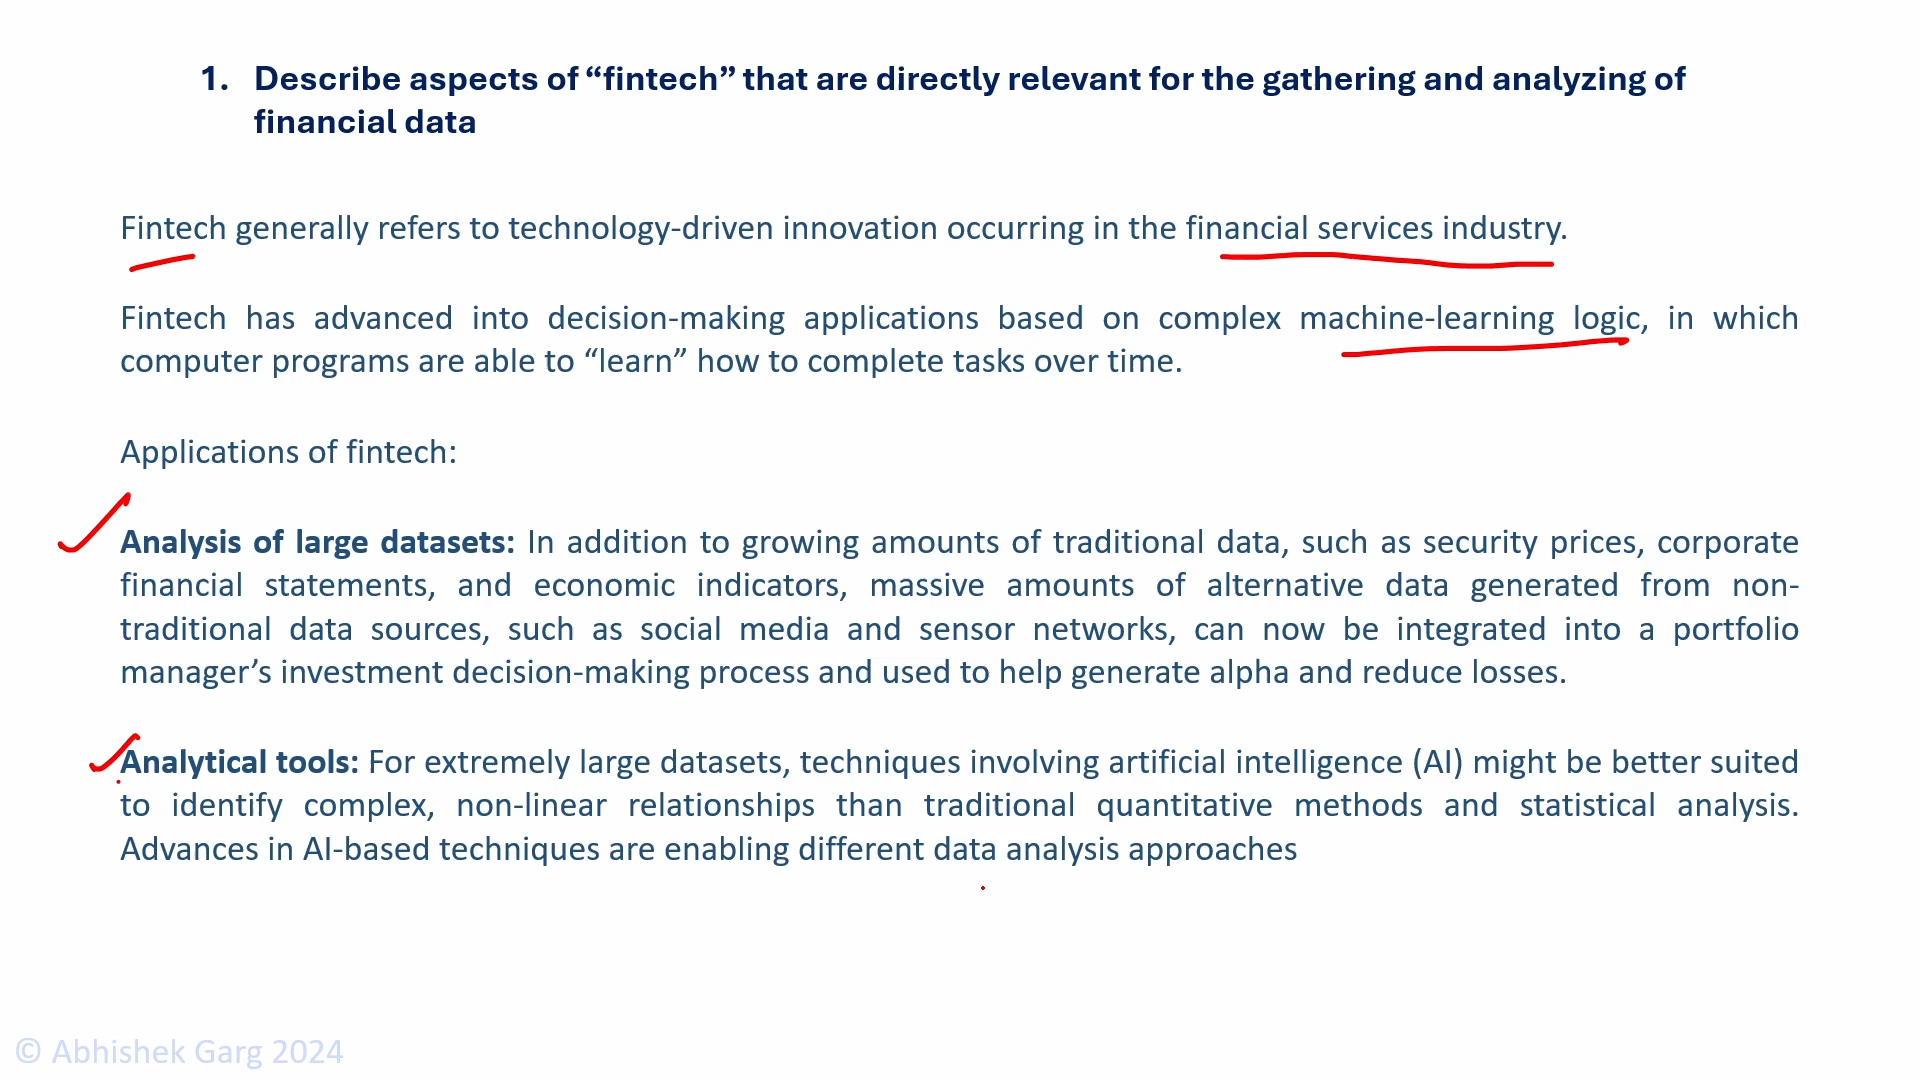 1. Describe aspects of “fintech” that are directly relevant for the gathering and analyzing of
financial data
Fintech generally refers to technology-driven innovation occurring in the financial services industry.
Fintech has advanced into decision-making applications based on complex machine-learning logic, in which
computer programs are able to “learn” how to complete tasks over time.
Applications of fintech:
Analysis of large datasets: In addition to growing amounts of traditional data, such as security prices, corporate
financial statements, and economic indicators, massive amounts of alternative data generated from non-
traditional data sources, such as social media and sensor networks, can now be integrated into a portfolio
manager’s investment decision-making process and used to help generate alpha and reduce losses.
Analytical tools: For extremely large datasets, techniques involving artificial intelligence (AI) might be better suited
to identify complex, non-linear relationships than traditional quantitative methods and statistical analysis.
Advances in AI-based techniques are enabling different data analysis approaches
© Abhishek Garg 2024